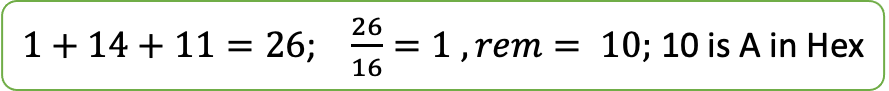 1 + 14 + 11 = 26; 26/16 = 1 , rem = 10; 10 is A in Hex